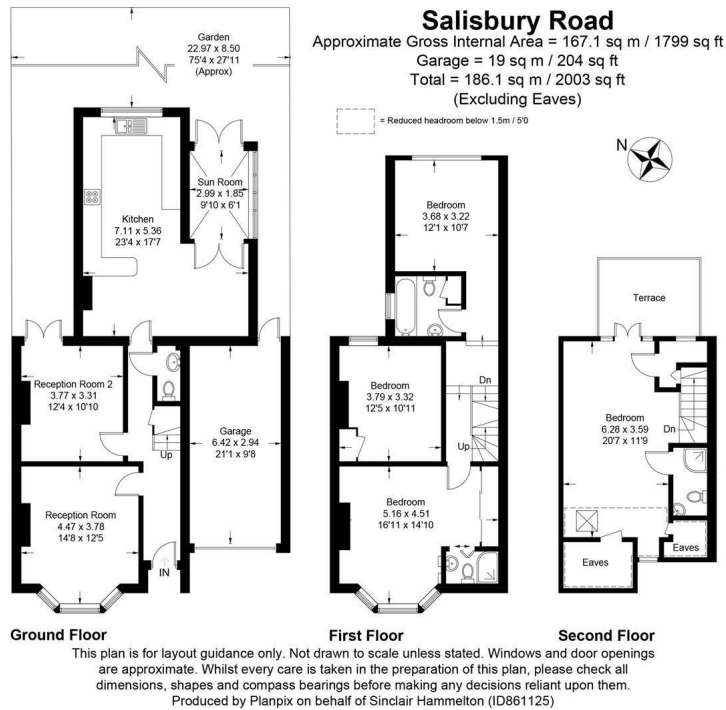 Salisbury Road
Approximate Gross Internal Area = 167.1 sq m / 1799 sq ft
Garage = 19 sq m / 204 sq ft
Total = 186.1 sq m / 2003 sq ft
(Excluding Eaves)
= Reduced headroom below 1.5m / 5'0
N
Garden
22.97 x 8.50
75'4 x 27'11
(Approx)
Sun Room
2.99 x 1.85
9'10 x 6'1
Kitchen
7.11 x 5.36
23'4 x 17'7
Reception Room 2
3.77 x 3.31
12'4 x 10'10
Up
Garage
6.42 x 2.94
21'1 x 9'8
Reception Room
4.47 x 3.78
14'8 x 12'5
IN
Ground Floor
Bedroom
3.68 x 3.22
12'1 x 10'7
Bedroom
3.79 x 3.32
12'5 x 10'11
Dn
Up
Bedroom
5.16 x 4.51
16'11 x 14'10
First Floor
Terrace
Bedroom
6.28 x 3.59
20'7 x 11'9
Dn
Eaves
Eaves
Second Floor
This plan is for layout guidance only. Not drawn to scale unless stated. Windows and door openings
are approximate. Whilst every care is taken in the preparation of this plan, please check all
dimensions, shapes and compass bearings before making any decisions reliant upon them.
Produced by Planpix on behalf of Sinclair Hammelton (ID861125)